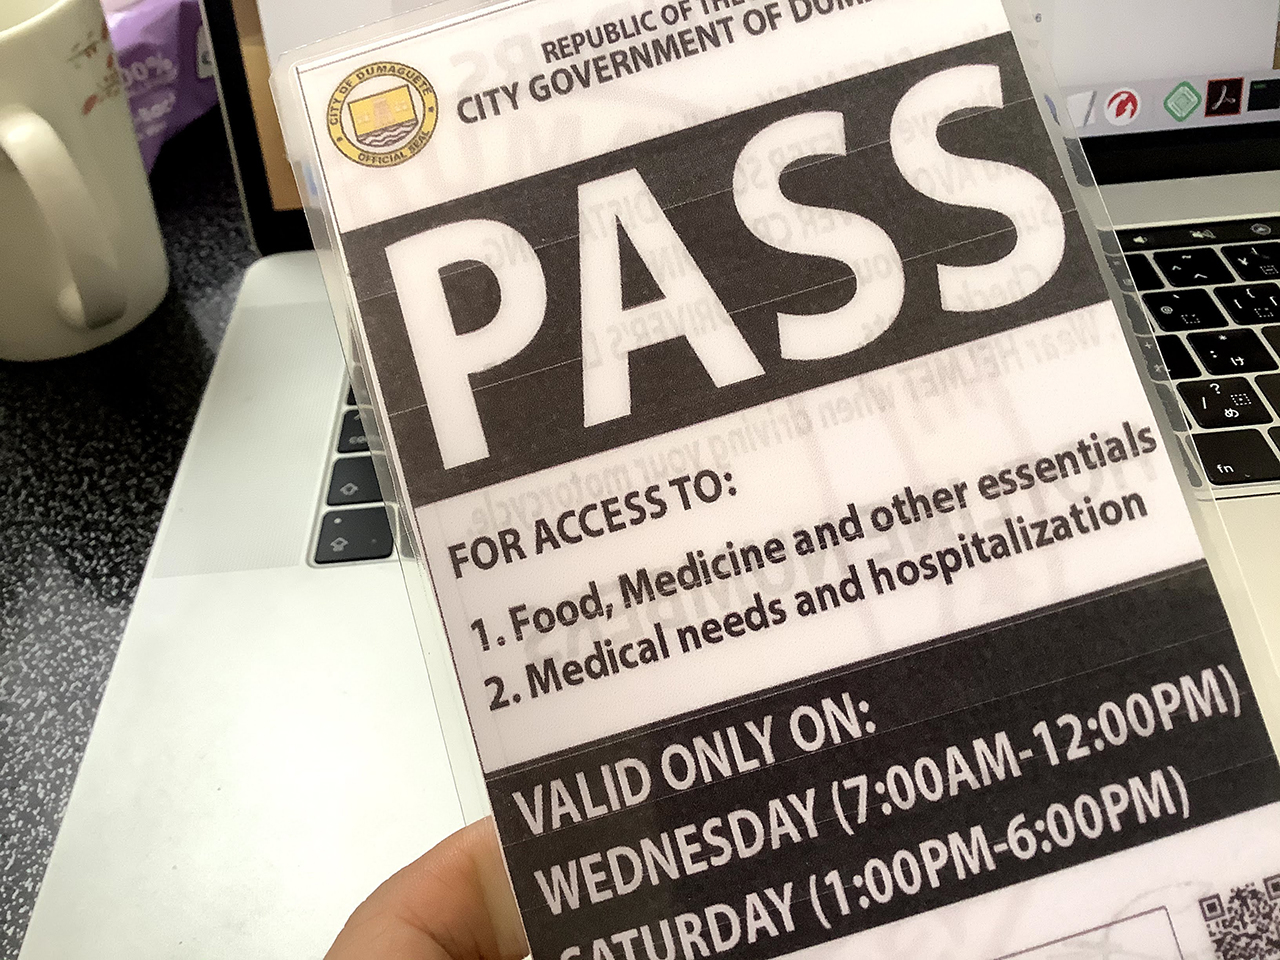 REPUBLIC OF THE
CITY GOVERNMENT OF DUM
CITY OF DUMAGUETE
OFFICIAL SEAL
PASS
FOR ACCESS TO:
1. Food, Medicine and other essentials
2. Medical needs and hospitalization
VALID ONLY ON:
WEDNESDAY (7:00AM-12:00PM)
SATURDAY (1:00PM-6:00PM)
100%
fn